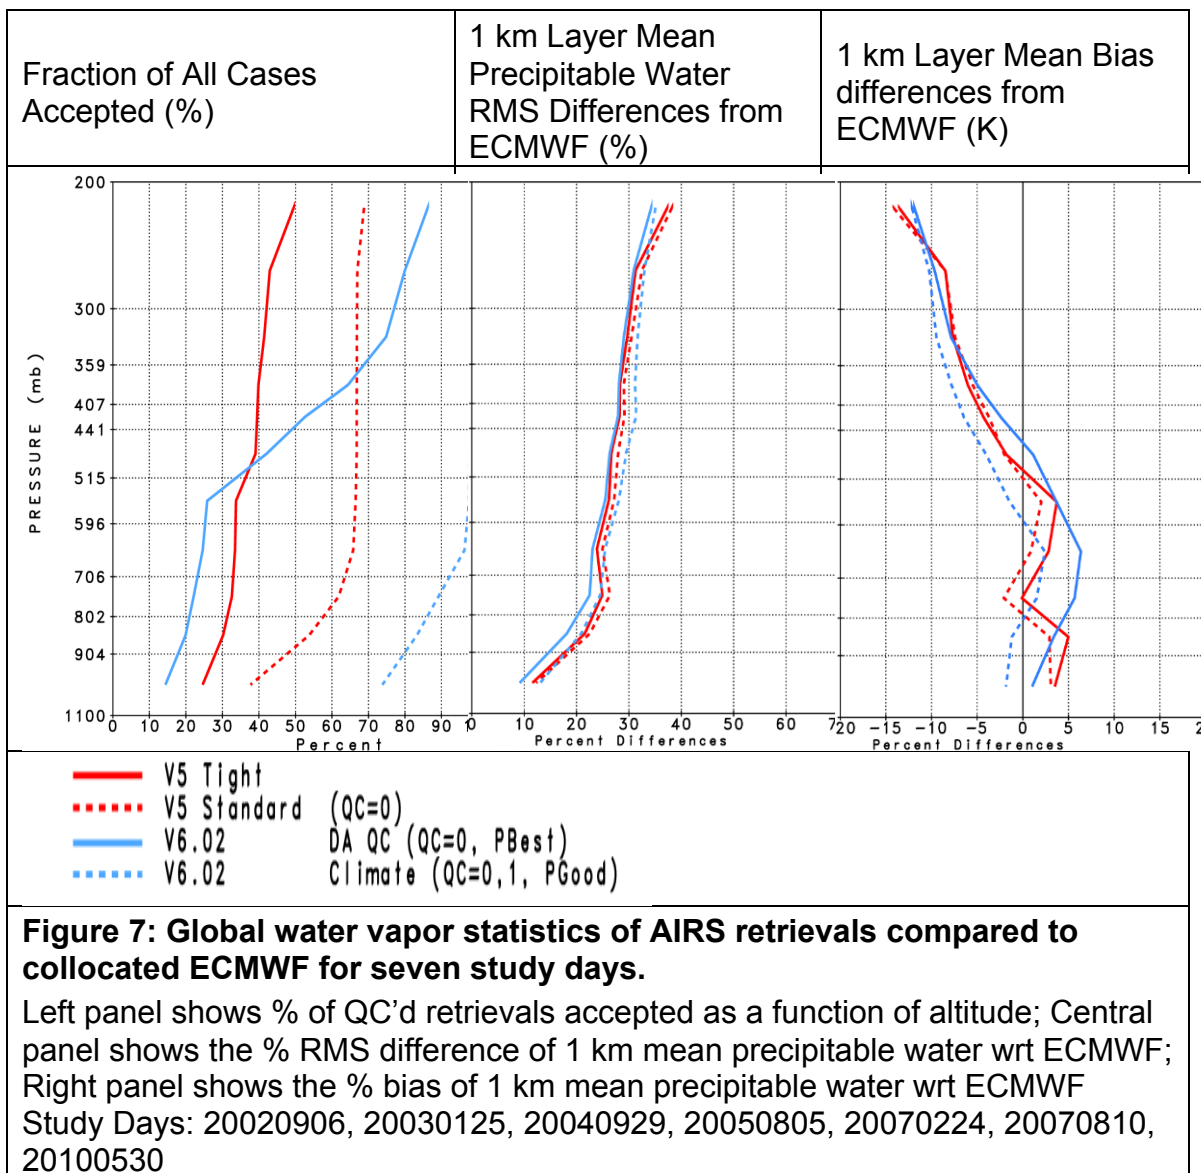 Fraction of All Cases
Accepted (%)
1 km Layer Mean
Precipitable Water
RMS Differences from
ECMWF (%)
1 km Layer Mean Bias
differences from
ECMWF (K)
PRESSURE (mb)
200
300
359
407
441
515
596
706
802
904
1100
0 10 20 30 40 50 60 70 80 90
Percent
0 10 20 30 40 50 60 7
Percent Differences
20 -15 -10 -5 0 5 10 15 2
Percent Differences
V5 Tight
V5 Standard (QC=0)
V6.02 DA QC (QC=0, PBest)
V6.02 Climate (QC=0,1, PGood)
Figure 7: Global water vapor statistics of AIRS retrievals compared to
collocated ECMWF for seven study days.
Left panel shows % of QC’d retrievals accepted as a function of altitude; Central
panel shows the % RMS difference of 1 km mean precipitable water wrt ECMWF;
Right panel shows the % bias of 1 km mean precipitable water wrt ECMWF
Study Days: 20020906, 20030125, 20040929, 20050805, 20070224, 20070810,
20100530